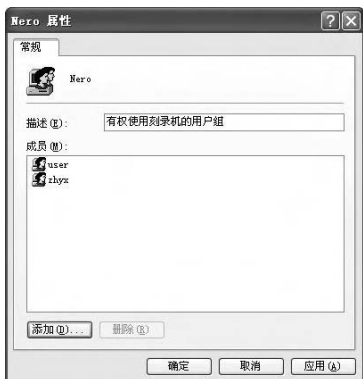 Nero 属性
常规
Nero
描述(E): 有权使用刻录机的用户组
成员(M):
user
zhyx
添加(D)... 删除(R)
确定 取消 应用(A)